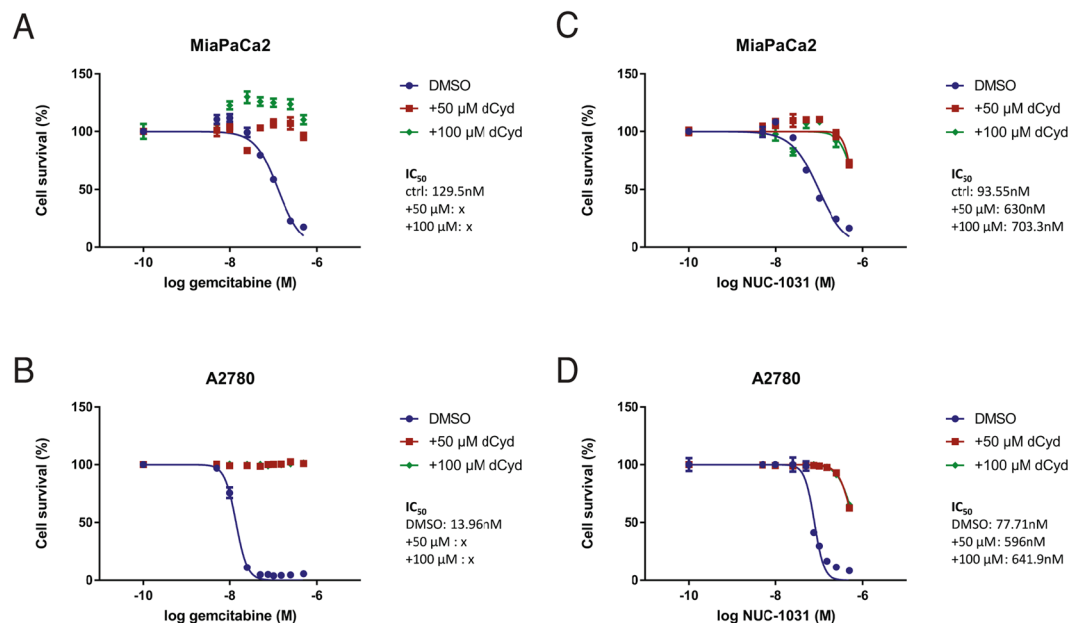 A
MiaPaCa2
150
100
50
0
-10
-8
-6
Cell survival (%)
log gemcitabine (M)
DMSO
+50 µM dCyd
+100 µM dCyd
IC50
ctrl: 129.5nM
+50 µM: x
+100 µM: x
C
MiaPaCa2
150
100
50
0
-10
-8
-6
Cell survival (%)
log NUC-1031 (M)
DMSO
+50 µM dCyd
+100 µM dCyd
IC50
ctrl: 93.55nM
+50 µM: 630nM
+100 µM: 703.3nM
B
A2780
150
100
50
0
-10
-8
-6
Cell survival (%)
log gemcitabine (M)
DMSO
+50 µM dCyd
+100 µM dCyd
IC50
DMSO: 13.96nM
+50 µM : x
+100 µM : x
D
A2780
150
100
50
0
-10
-8
-6
Cell survival (%)
log NUC-1031 (M)
DMSO
+50 µM dCyd
+100 µM dCyd
IC50
DMSO: 77.71nM
+50 µM: 596nM
+100 µM: 641.9nM